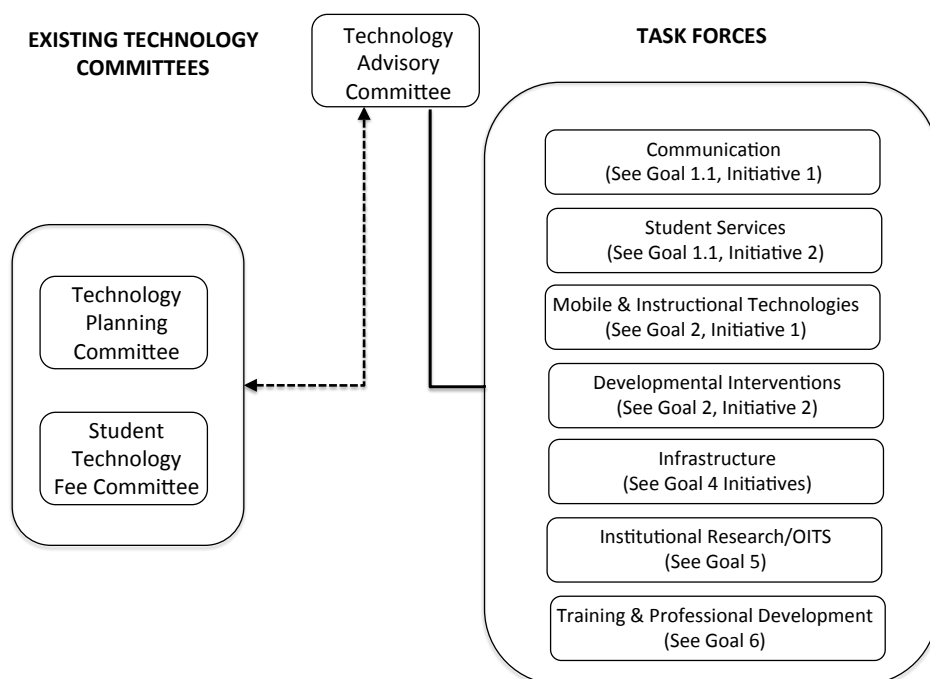 EXISTING TECHNOLOGY
COMMITTEES
Technology
Advisory
Committee
TASK FORCES
Technology
Planning
Committee
Student
Technology
Fee Committee
Communication
(See Goal 1.1, Initiative 1)
Student Services
(See Goal 1.1, Initiative 2)
Mobile & Instructional Technologies
(See Goal 2, Initiative 1)
Developmental Interventions
(See Goal 2, Initiative 2)
Infrastructure
(See Goal 4 Initiatives)
Institutional Research/OITS
(See Goal 5)
Training & Professional Development
(See Goal 6)